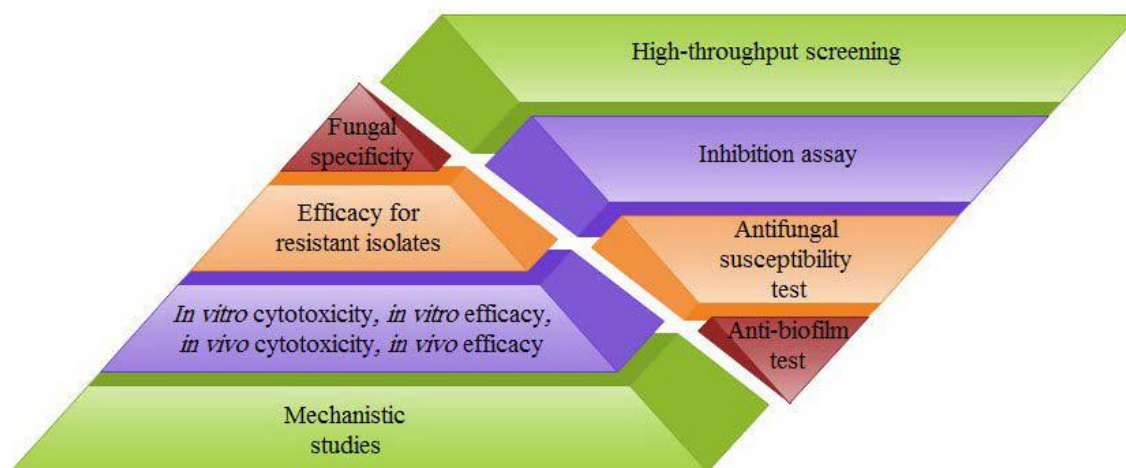 High-throughput screening
Inhibition assay
Antifungal
susceptibility
test
Anti-biofilm
test
Fungal
specificity
Efficacy for
resistant isolates
In vitro cytotoxicity, in vitro efficacy,
in vivo cytotoxicity, in vivo efficacy
Mechanistic
studies